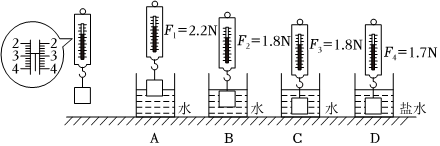 2 2
3 3
4 4
F₁=2.2N
F₂=1.8N
F₃=1.8N
F₄=1.7N
水 水 水 盐水
A B C D